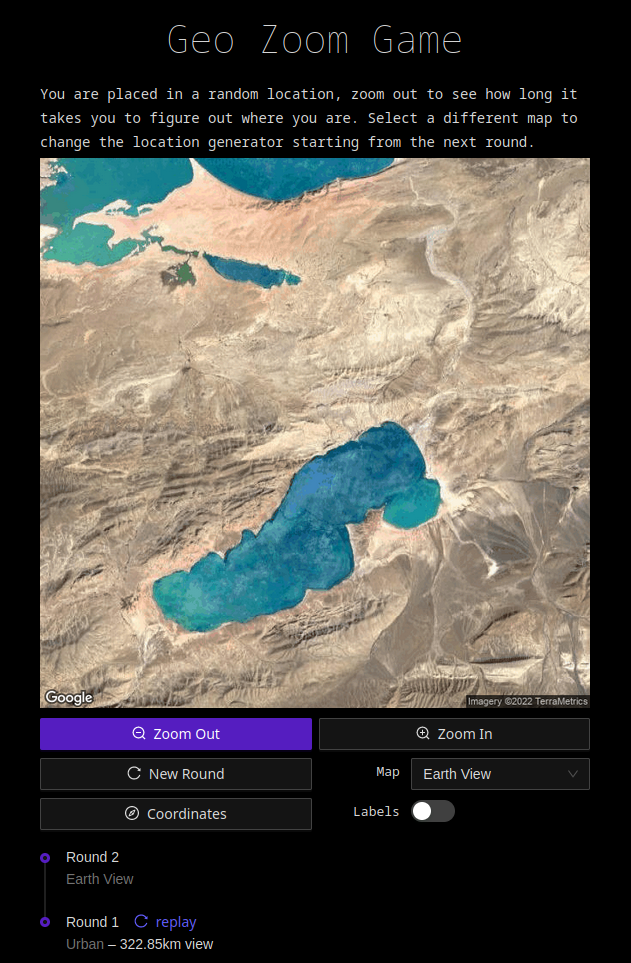 Geo Zoom Game
You are placed in a random location, zoom out to see how long it
takes you to figure out where you are. Select a different map to
change the location generator starting from the next round.
Google
Imagery ©2022 TerraMetrics
Zoom Out
Zoom In
New Round
Map
Earth View
Coordinates
Labels
Round 2
Earth View
Round 1 replay
Urban – 322.85km view